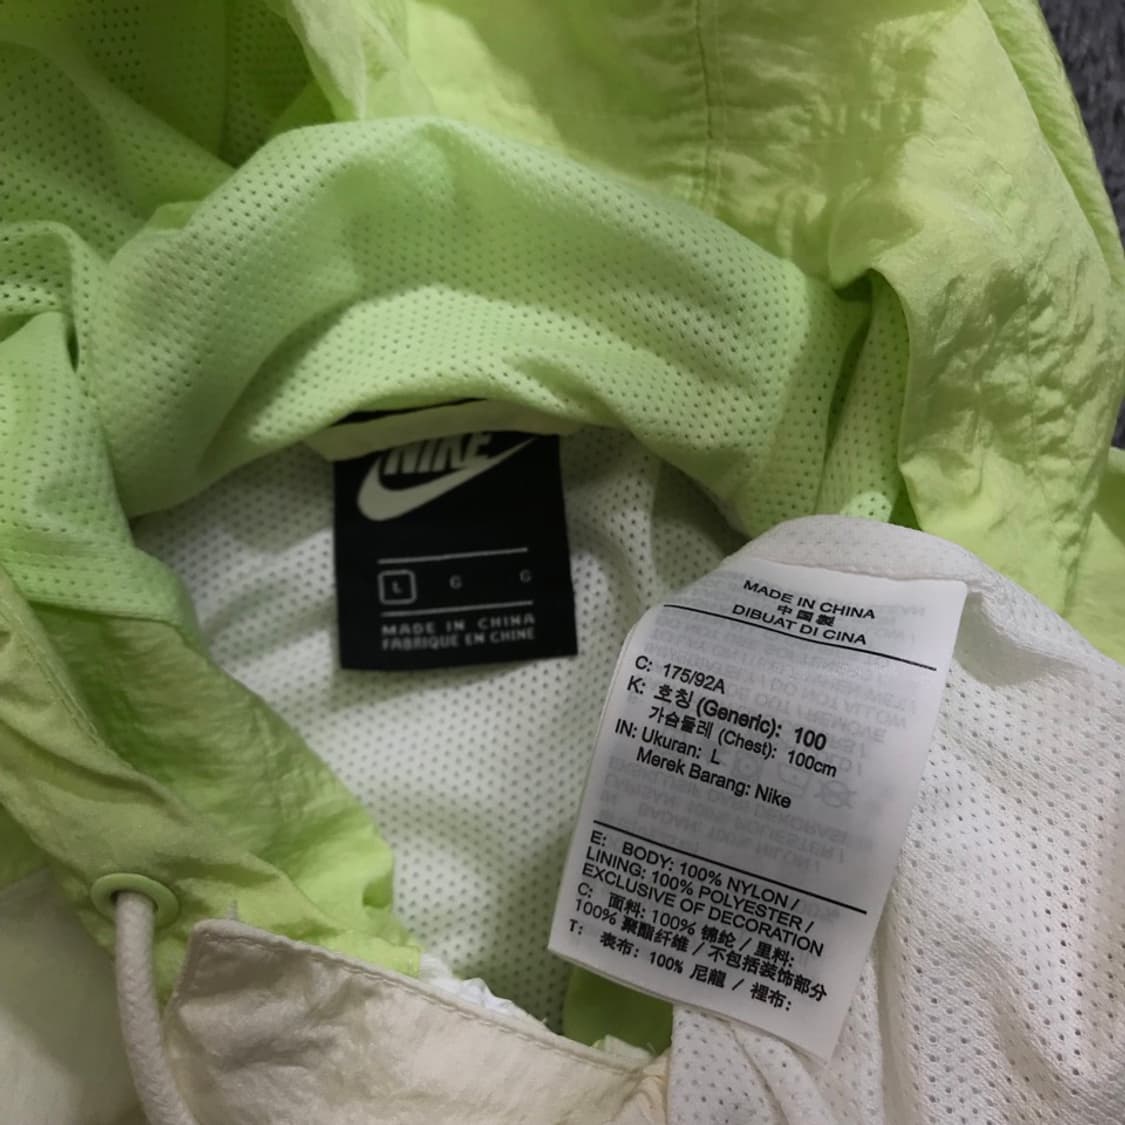 NIKE
L G G
MADE IN CHINA
FABRIQUE EN CHINE
MADE IN CHINA
中国製
DIBUAT DI CINA
C: 175/92A
K: 호칭 (Generic): 100
가슴둘레 (Chest): 100cm
IN: Ukuran: L
Merek Barang: Nike
E: BODY: 100% NYLON /
LINING: 100% POLYESTER /
EXCLUSIVE OF DECORATION
C: 面料: 100% 锦纶 / 里料:
100% 聚酯纤维 / 不包括装饰部分
T: 表布: 100% 尼龍 / 裡布: